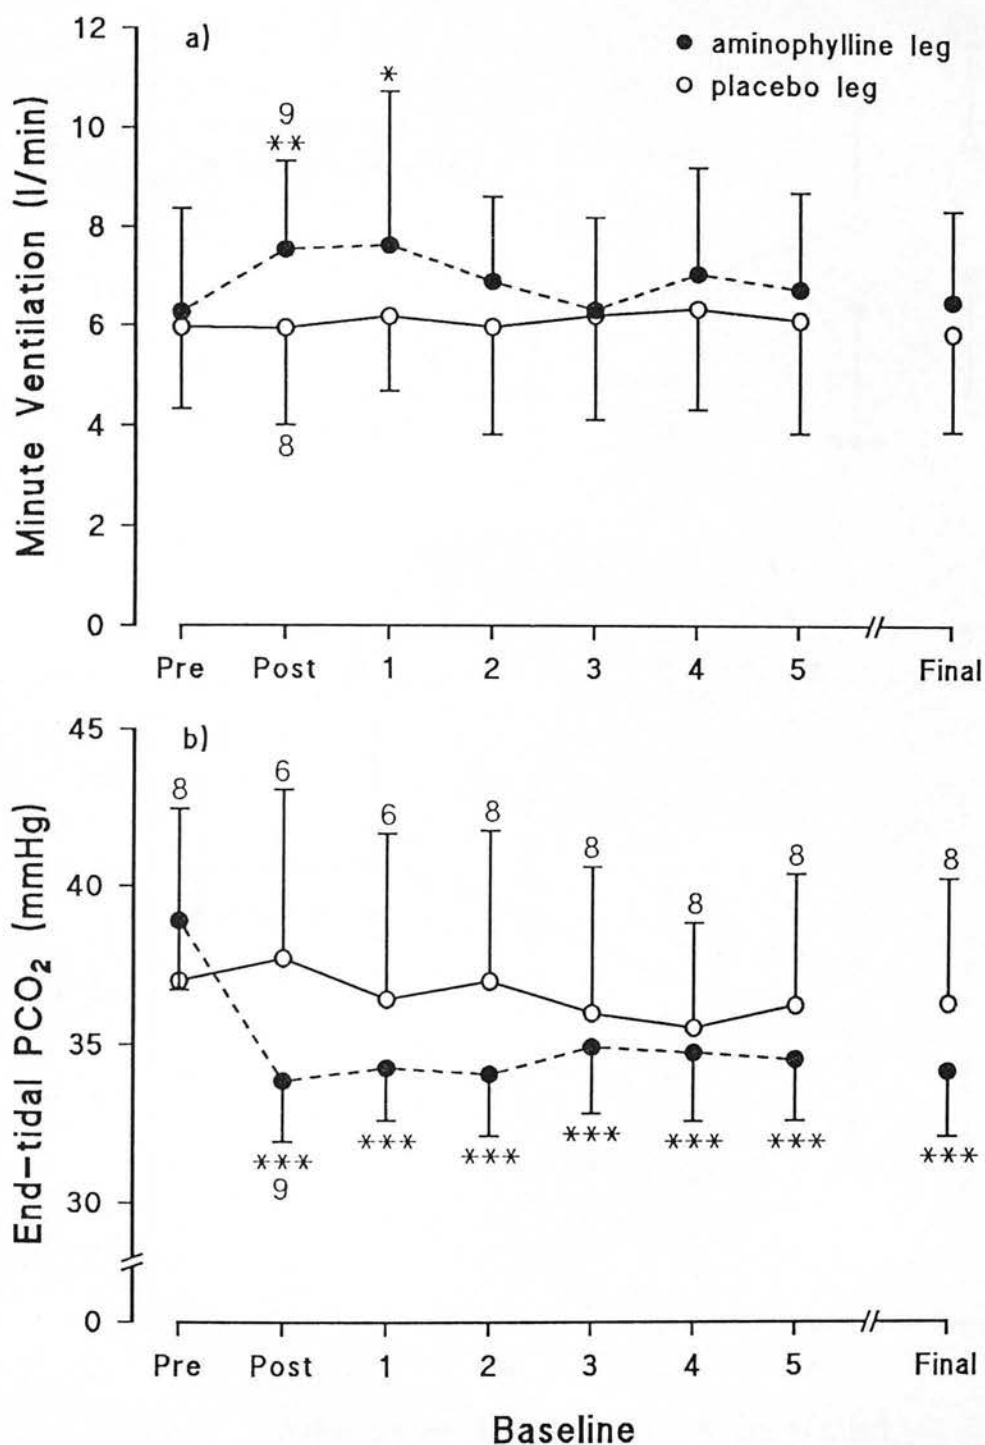 12
a)
● aminophylline leg
○ placebo leg
*
9
**
10
8
6
4
8
2
0
Minute Ventilation (l/min)
Pre Post 1 2 3 4 5 Final
45
b)
8 6 6 8 8 8 8 8
40
35
*** *** *** *** *** *** ***
9
30
0
End-tidal PCO₂ (mmHg)
Pre Post 1 2 3 4 5 Final
Baseline